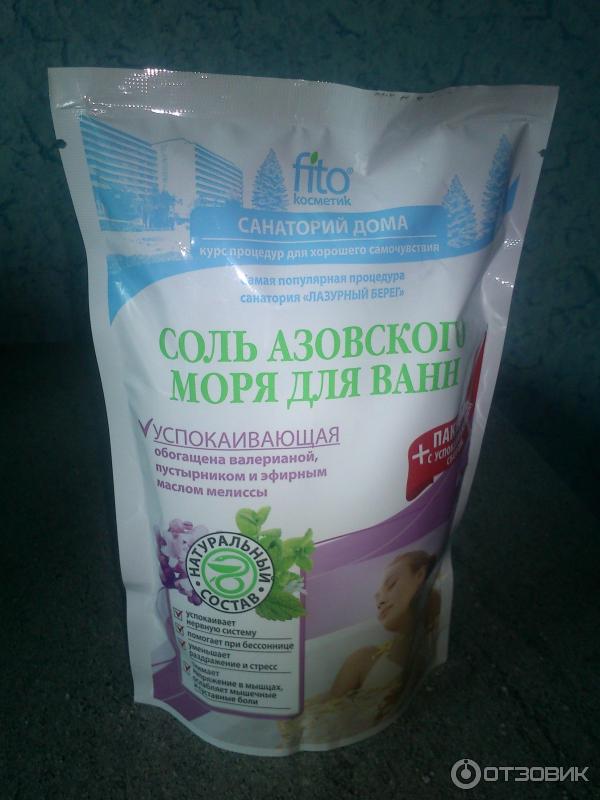 fito
косметик
САНАТОРИЙ ДОМА
курс процедур для хорошего самочувствия
Самая популярная процедура
санатория «ЛАЗУРНЫЙ БЕРЕГ»
СОЛЬ АЗОВСКОГО
МОРЯ ДЛЯ ВАНН
УСПОКАИВАЮЩАЯ
обогащена валерианой,
пустырником и эфирным
маслом мелиссы
+ ПАК
НАТУРАЛЬНЫЙ
СОСТАВ
успокаивает
нервную систему
помогает при бессоннице
уменьшает
раздражение и стресс
напряжение в мышцах,
мышечные
суставные боли
ОТЗОВИК